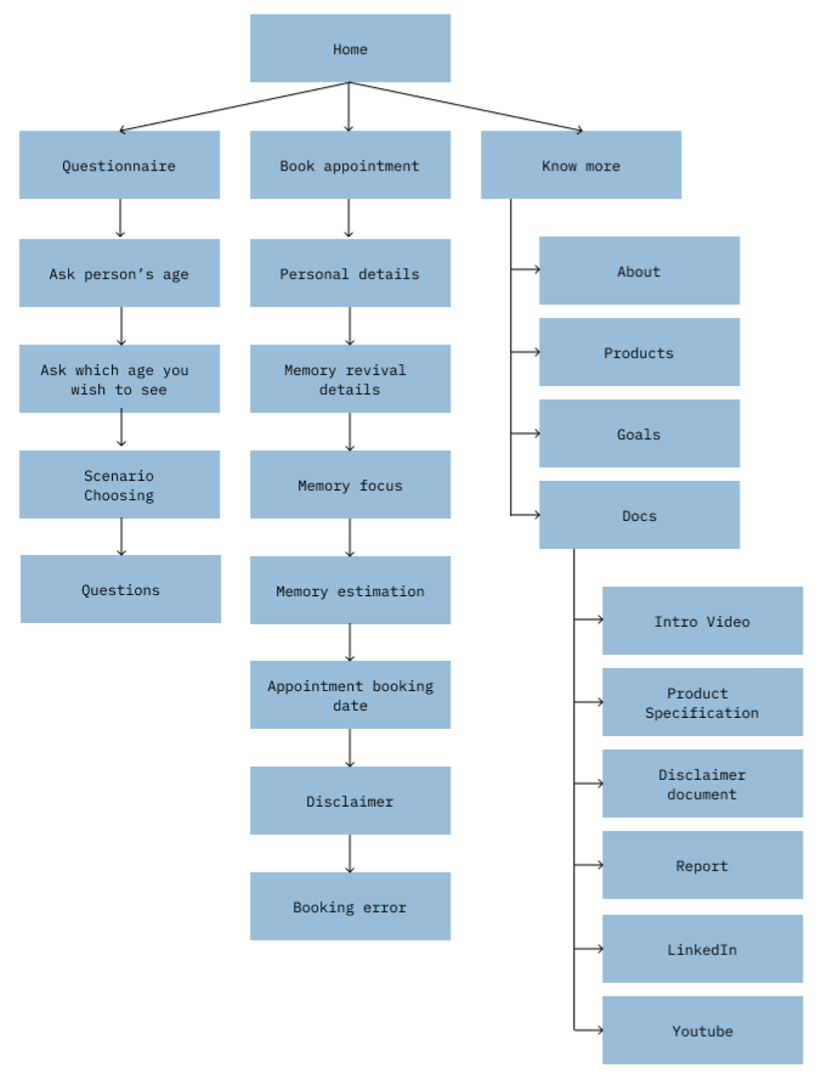 Home
Questionnaire
Book appointment
Know more
Ask person's age
Personal details
About
Products
Ask which age you
wish to see
Memory revival
details
Goals
Scenario
Choosing
Memory focus
Docs
Questions
Memory estimation
Intro Video
Appointment booking
date
Product
Specification
Disclaimer
Disclaimer
document
Report
Booking error
LinkedIn
Youtube